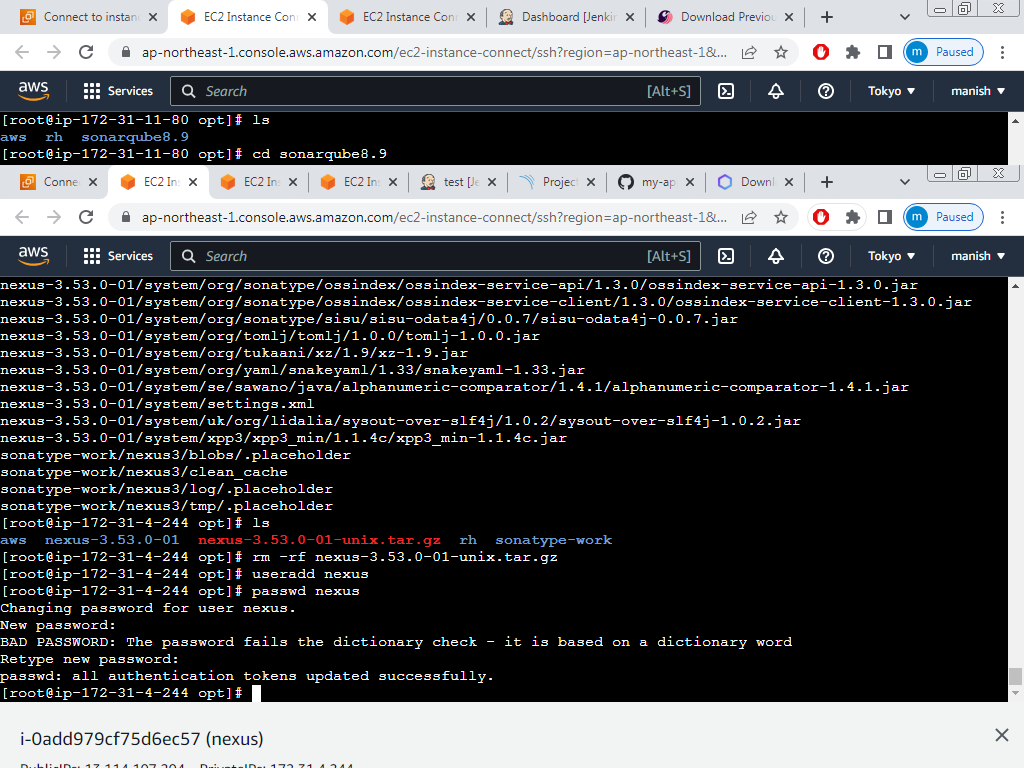 Connect to instan
EC2 Instance Conn
EC2 Instance Conn
Dashboard [Jenki
Download Previou
ap-northeast-1.console.aws.amazon.com/ec2-instance-connect/ssh?region=ap-northeast-1&...
m Paused
aws Services Search [Alt+S] Tokyo manish
[root@ip-172-31-11-80 opt]# ls
aws rh sonarqube8.9
[root@ip-172-31-11-80 opt]# cd sonarqube8.9
Conne
EC2 In
EC2 In
EC2 In
test [Je
Project
my-ap
Downl
ap-northeast-1.console.aws.amazon.com/ec2-instance-connect/ssh?region=ap-northeast-1&...
m Paused
aws Services Search [Alt+S] Tokyo manish
nexus-3.53.0-01/system/org/sonatype/ossindex/ossindex-service-api/1.3.0/ossindex-service-api-1.3.0.jar
nexus-3.53.0-01/system/org/sonatype/ossindex/ossindex-service-client/1.3.0/ossindex-service-client-1.3.0.jar
nexus-3.53.0-01/system/org/sonatype/sisu/sisu-odata4j/0.0.7/sisu-odata4j-0.0.7.jar
nexus-3.53.0-01/system/org/tomlj/tomlj/1.0.0/tomlj-1.0.0.jar
nexus-3.53.0-01/system/org/tukaani/xz/1.9/xz-1.9.jar
nexus-3.53.0-01/system/org/yaml/snakeyaml/1.33/snakeyaml-1.33.jar
nexus-3.53.0-01/system/se/sawano/java/alphanumeric-comparator/1.4.1/alphanumeric-comparator-1.4.1.jar
nexus-3.53.0-01/system/settings.xml
nexus-3.53.0-01/system/uk/org/lidalia/sysout-over-slf4j/1.0.2/sysout-over-slf4j-1.0.2.jar
nexus-3.53.0-01/system/xpp3/xpp3_min/1.1.4c/xpp3_min-1.1.4c.jar
sonatype-work/nexus3/blobs/.placeholder
sonatype-work/nexus3/clean_cache
sonatype-work/nexus3/log/.placeholder
sonatype-work/nexus3/tmp/.placeholder
[root@ip-172-31-4-244 opt]# ls
aws nexus-3.53.0-01 nexus-3.53.0-01-unix.tar.gz rh sonatype-work
[root@ip-172-31-4-244 opt]# rm -rf nexus-3.53.0-01-unix.tar.gz
[root@ip-172-31-4-244 opt]# useradd nexus
[root@ip-172-31-4-244 opt]# passwd nexus
Changing password for user nexus.
New password:
BAD PASSWORD: The password fails the dictionary check - it is based on a dictionary word
Retype new password:
passwd: all authentication tokens updated successfully.
[root@ip-172-31-4-244 opt]#
i-0add979cf75d6ec57 (nexus)
PublicIPs: 13.114.107.204 PrivateIPs: 172.31.4.244